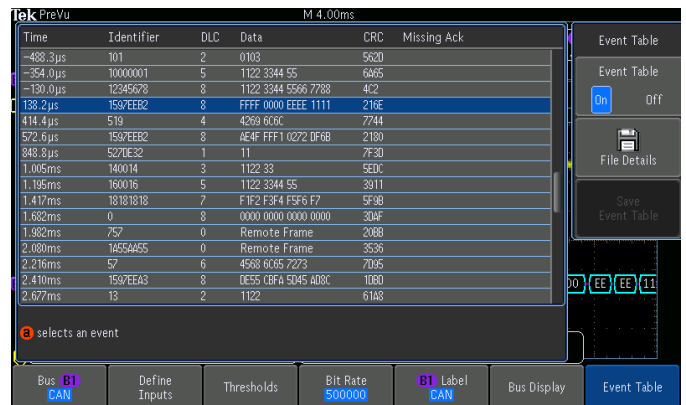 Tek PreVu M 4.00ms
Time Identifier DLC Data CRC Missing Ack
-488.3µs 101 2 0103 562D
-354.0µs 10000001 5 1122 3344 55 6A65
-130.0µs 12345678 8 1122 3344 5566 7788 4C2
138.2µs 1597EEB2 8 FFFF 0000 EEEE 1111 216E
414.4µs 519 4 4269 6C6C 7744
572.6µs 1597EEB2 8 AE4F FFF1 0272 DF6B 2180
848.8µs 527DE32 1 11 7F3D
1.005ms 140014 3 1122 33 5EDC
1.195ms 160016 5 1122 3344 55 3911
1.417ms 18181818 7 F1F2 F3F4 F5F6 F7 5F9B
1.682ms 0 8 0000 0000 0000 0000 3DAF
1.982ms 757 0 Remote Frame 20BB
2.080ms 1A55AA55 0 Remote Frame 3536
2.216ms 57 6 4568 6C65 7273 7D95
2.410ms 1597EEA3 8 DE55 CBFA 5D45 AD8C 1DBD
2.677ms 13 2 1122 61A8
a selects an event
Event Table
Event Table
On Off
File Details
Save
Event Table
EE EE 11
Bus B1
CAN
Define
Inputs
Thresholds
Bit Rate
500000
B1 Label
CAN
Bus Display
Event Table